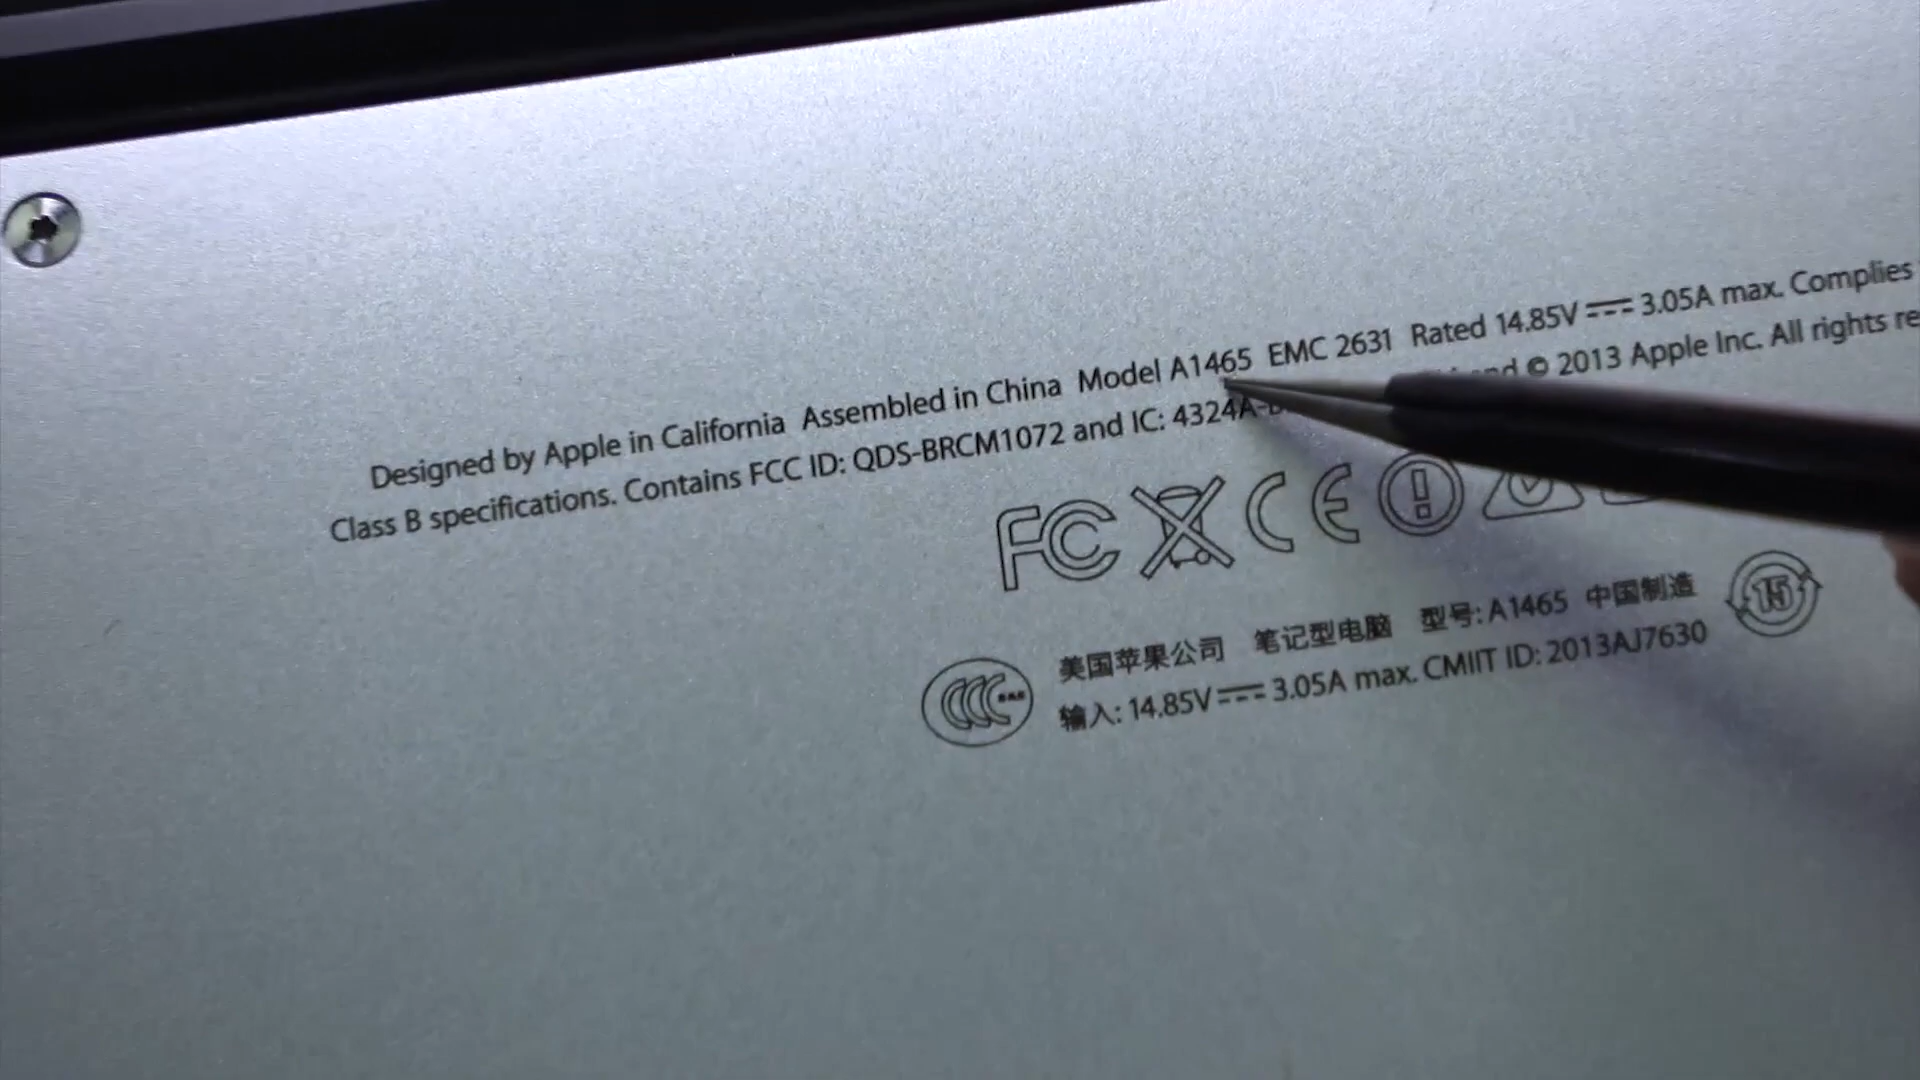 Designed by Apple in California Assembled in China Model A1465 EMC 2631 Rated 14.85V ⎓ 3.05A max. Complies
Class B specifications. Contains FCC ID: QDS-BRCM1072 and IC: 4324A- and © 2013 Apple Inc. All rights
FC CE
15
美国苹果公司 笔记型电脑 型号: A1465 中国制造
输入: 14.85V ⎓ 3.05A max. CMIIT ID: 2013AJ7630
CCC